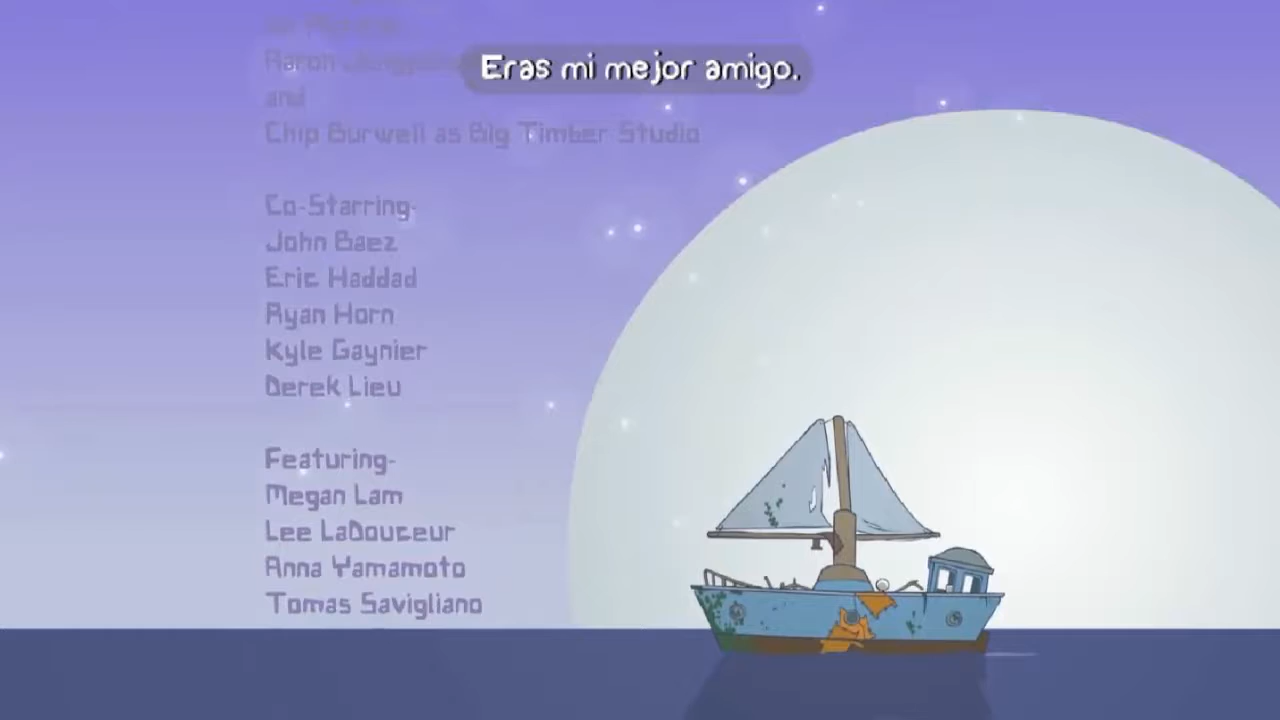 Eras mi mejor amigo.
Aaron
and
Chip Burwell as Big Timber Studio
Co-Starring-
John Baez
Eric Haddad
Ryan Horn
Kyle Gaynier
Derek Lieu
Featuring-
Megan Lam
Lee LaDouceur
Anna Yamamoto
Tomas Savigliano